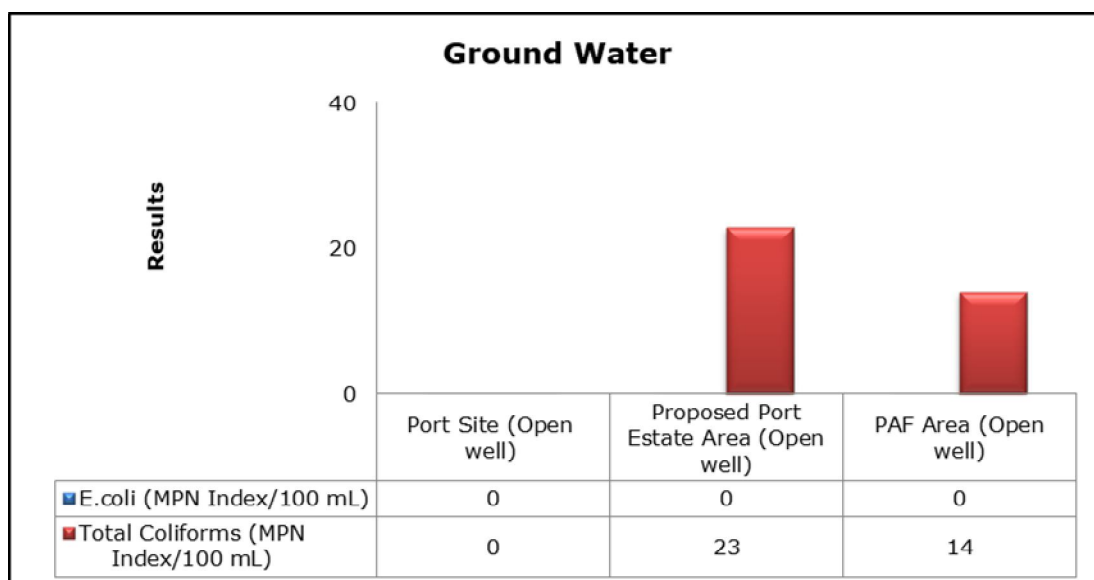 Ground Water
40
Results
20
0
Port Site (Open
well)
Proposed Port
Estate Area (Open
well)
PAF Area (Open
well)
E.coli (MPN Index/100 mL)
0
0
0
Total Coliforms (MPN
Index/100 mL)
0
23
14